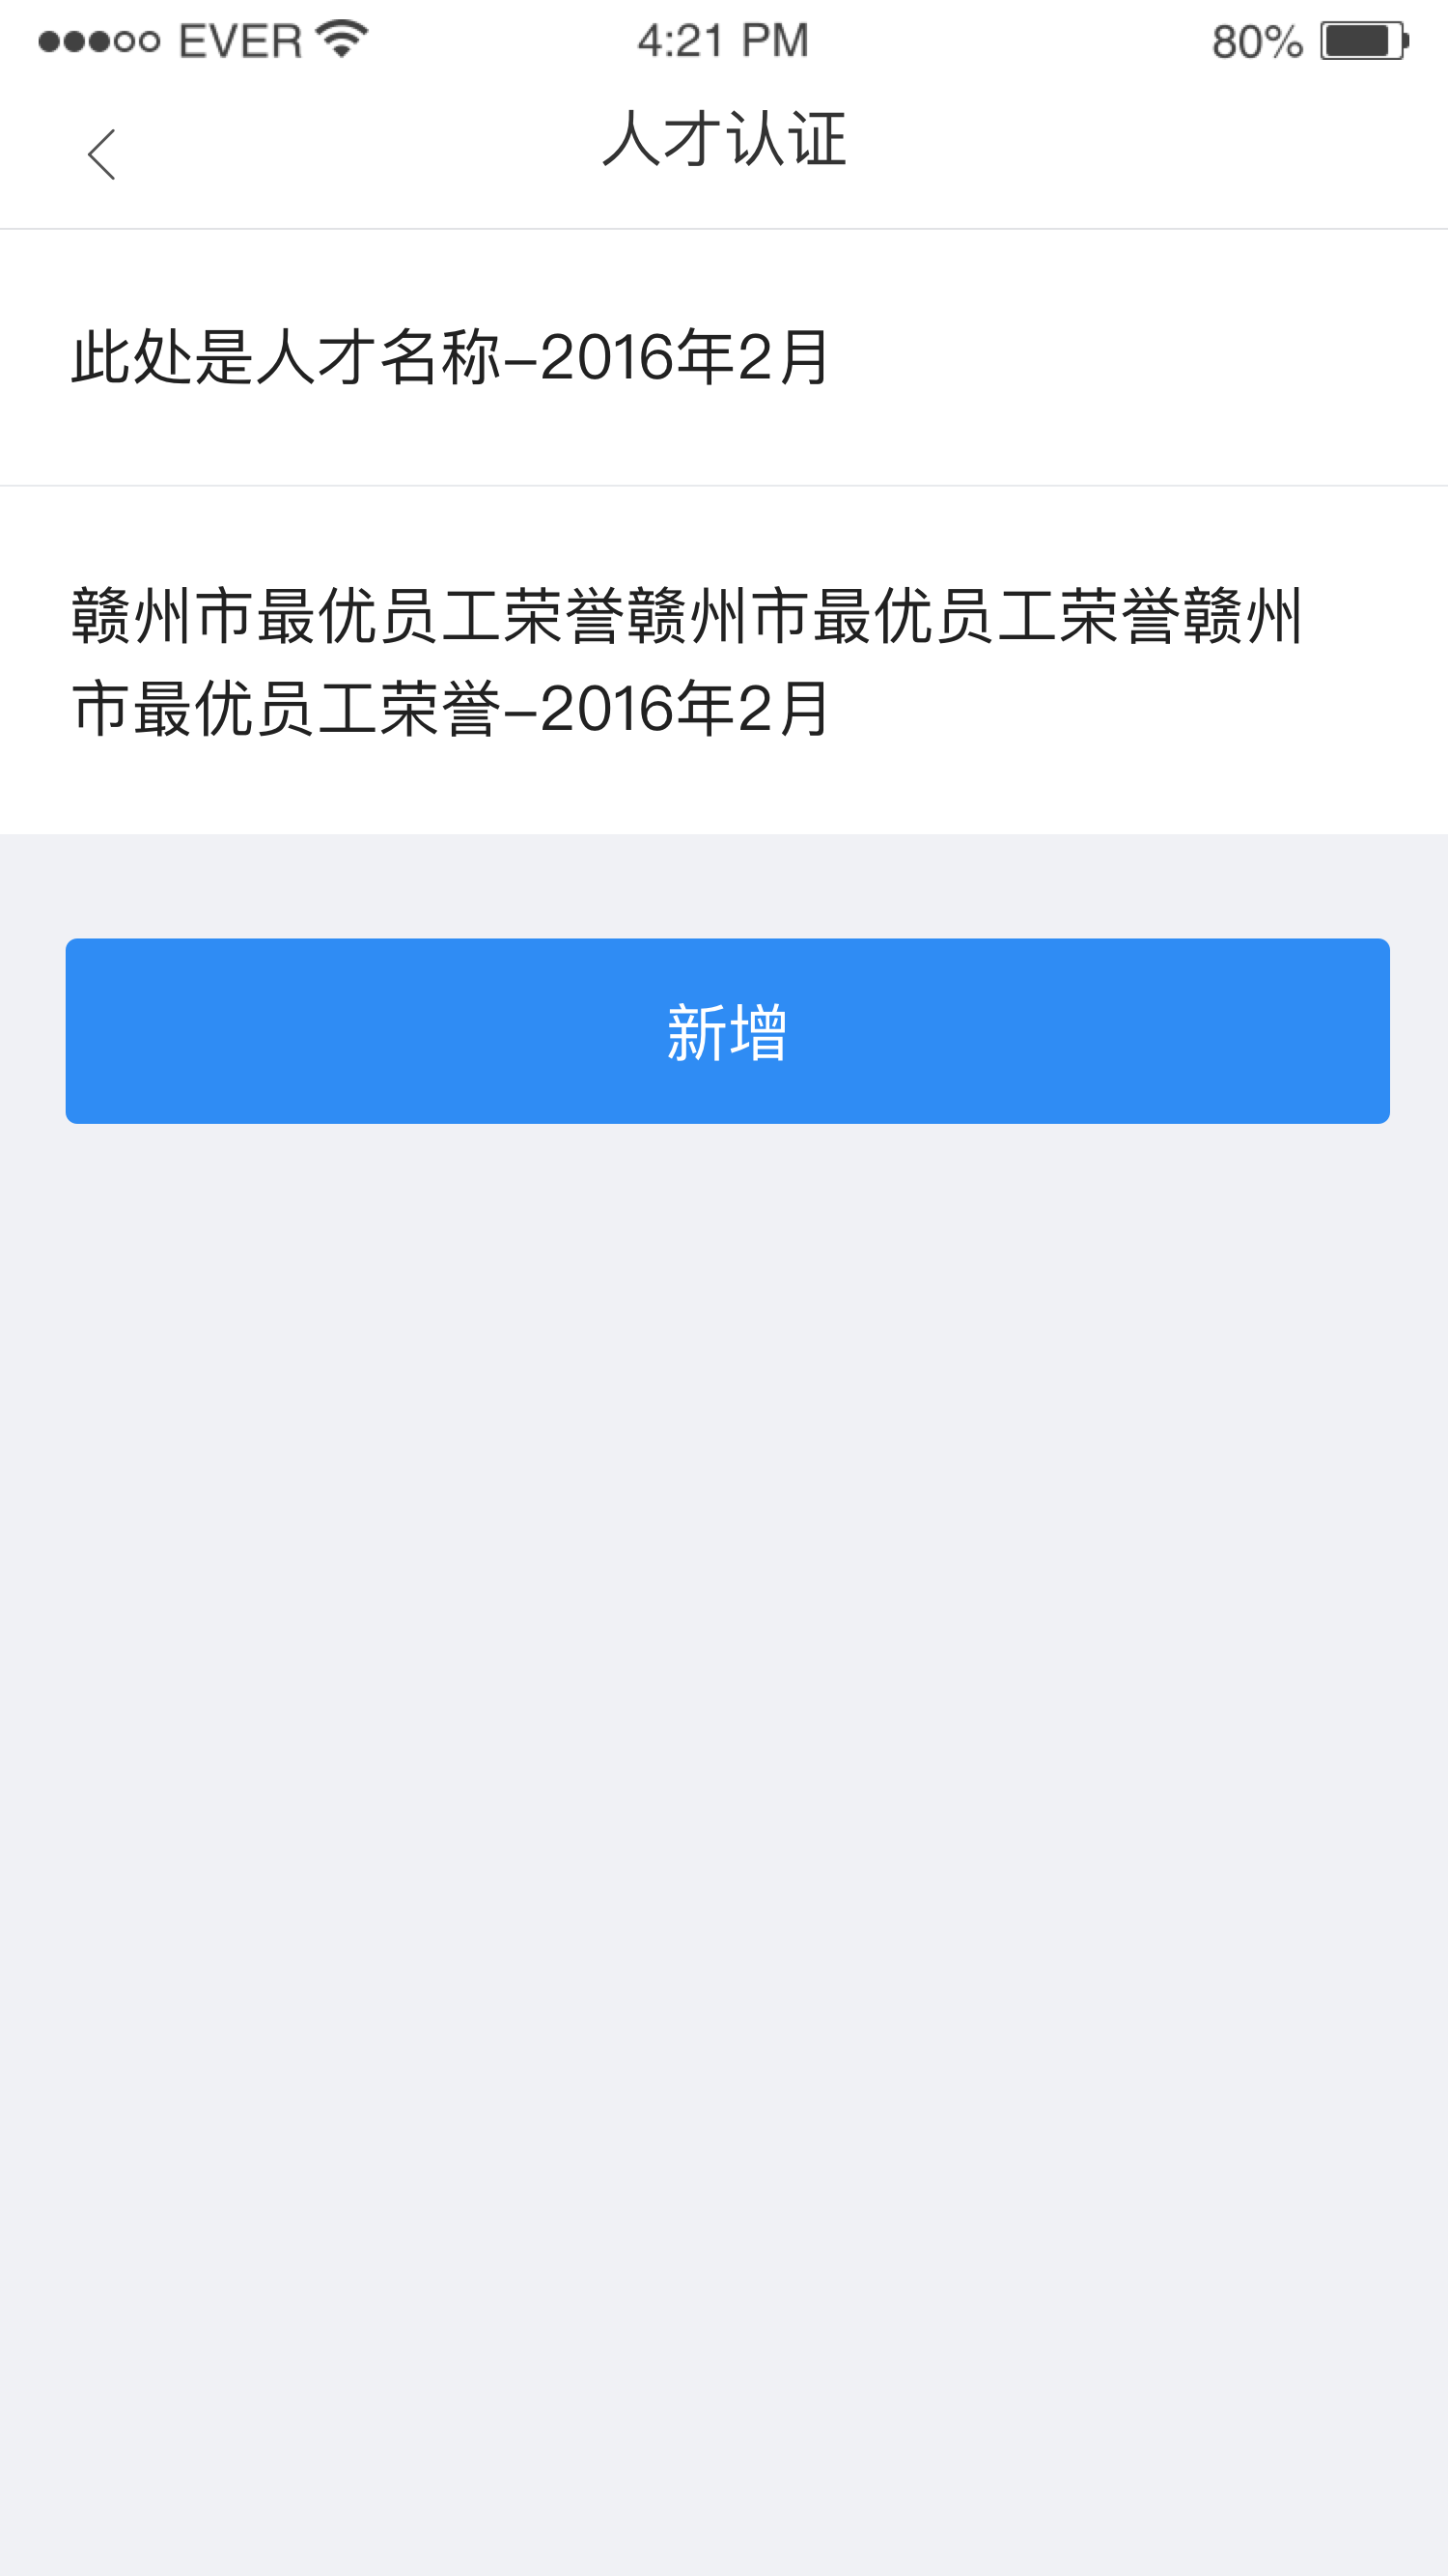 EVER 4:21 PM 80%
人才认证
此处是人才名称-2016年2月
赣州市最优员工荣誉赣州市最优员工荣誉赣州
市最优员工荣誉-2016年2月
新增